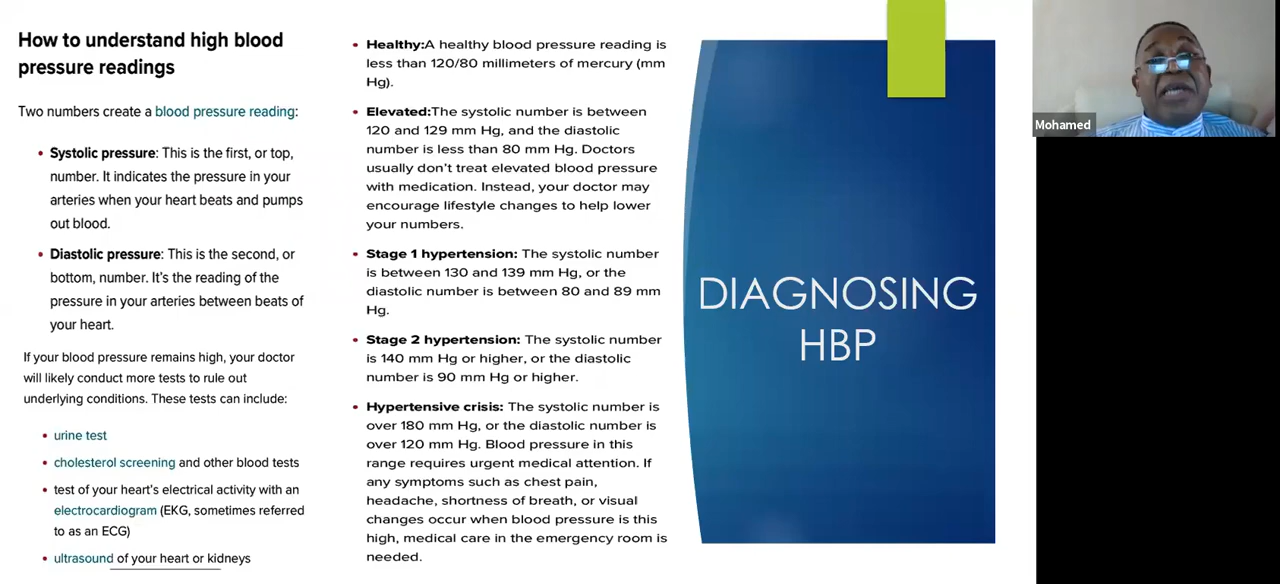 How to understand high blood
pressure readings
Two numbers create a blood pressure reading:
• Systolic pressure: This is the first, or top,
number. It indicates the pressure in your
arteries when your heart beats and pumps
out blood.
• Diastolic pressure: This is the second, or
bottom, number. It's the reading of the
pressure in your arteries between beats of
your heart.
If your blood pressure remains high, your doctor
will likely conduct more tests to rule out
underlying conditions. These tests can include:
• urine test
• cholesterol screening and other blood tests
• test of your heart's electrical activity with an
electrocardiogram (EKG, sometimes referred
to as an ECG)
• ultrasound of your heart or kidneys
• Healthy:A healthy blood pressure reading is
less than 120/80 millimeters of mercury (mm
Hg).
• Elevated:The systolic number is between
120 and 129 mm Hg, and the diastolic
number is less than 80 mm Hg. Doctors
usually don't treat elevated blood pressure
with medication. Instead, your doctor may
encourage lifestyle changes to help lower
your numbers.
• Stage 1 hypertension: The systolic number
is between 130 and 139 mm Hg, or the
diastolic number is between 80 and 89 mm
Hg.
• Stage 2 hypertension: The systolic number
is 140 mm Hg or higher, or the diastolic
number is 90 mm Hg or higher.
• Hypertensive crisis: The systolic number is
over 180 mm Hg, or the diastolic number is
over 120 mm Hg. Blood pressure in this
range requires urgent medical attention. If
any symptoms such as chest pain,
headache, shortness of breath, or visual
changes occur when blood pressure is this
high, medical care in the emergency room is
needed.
DIAGNOSING
HBP
Mohamed